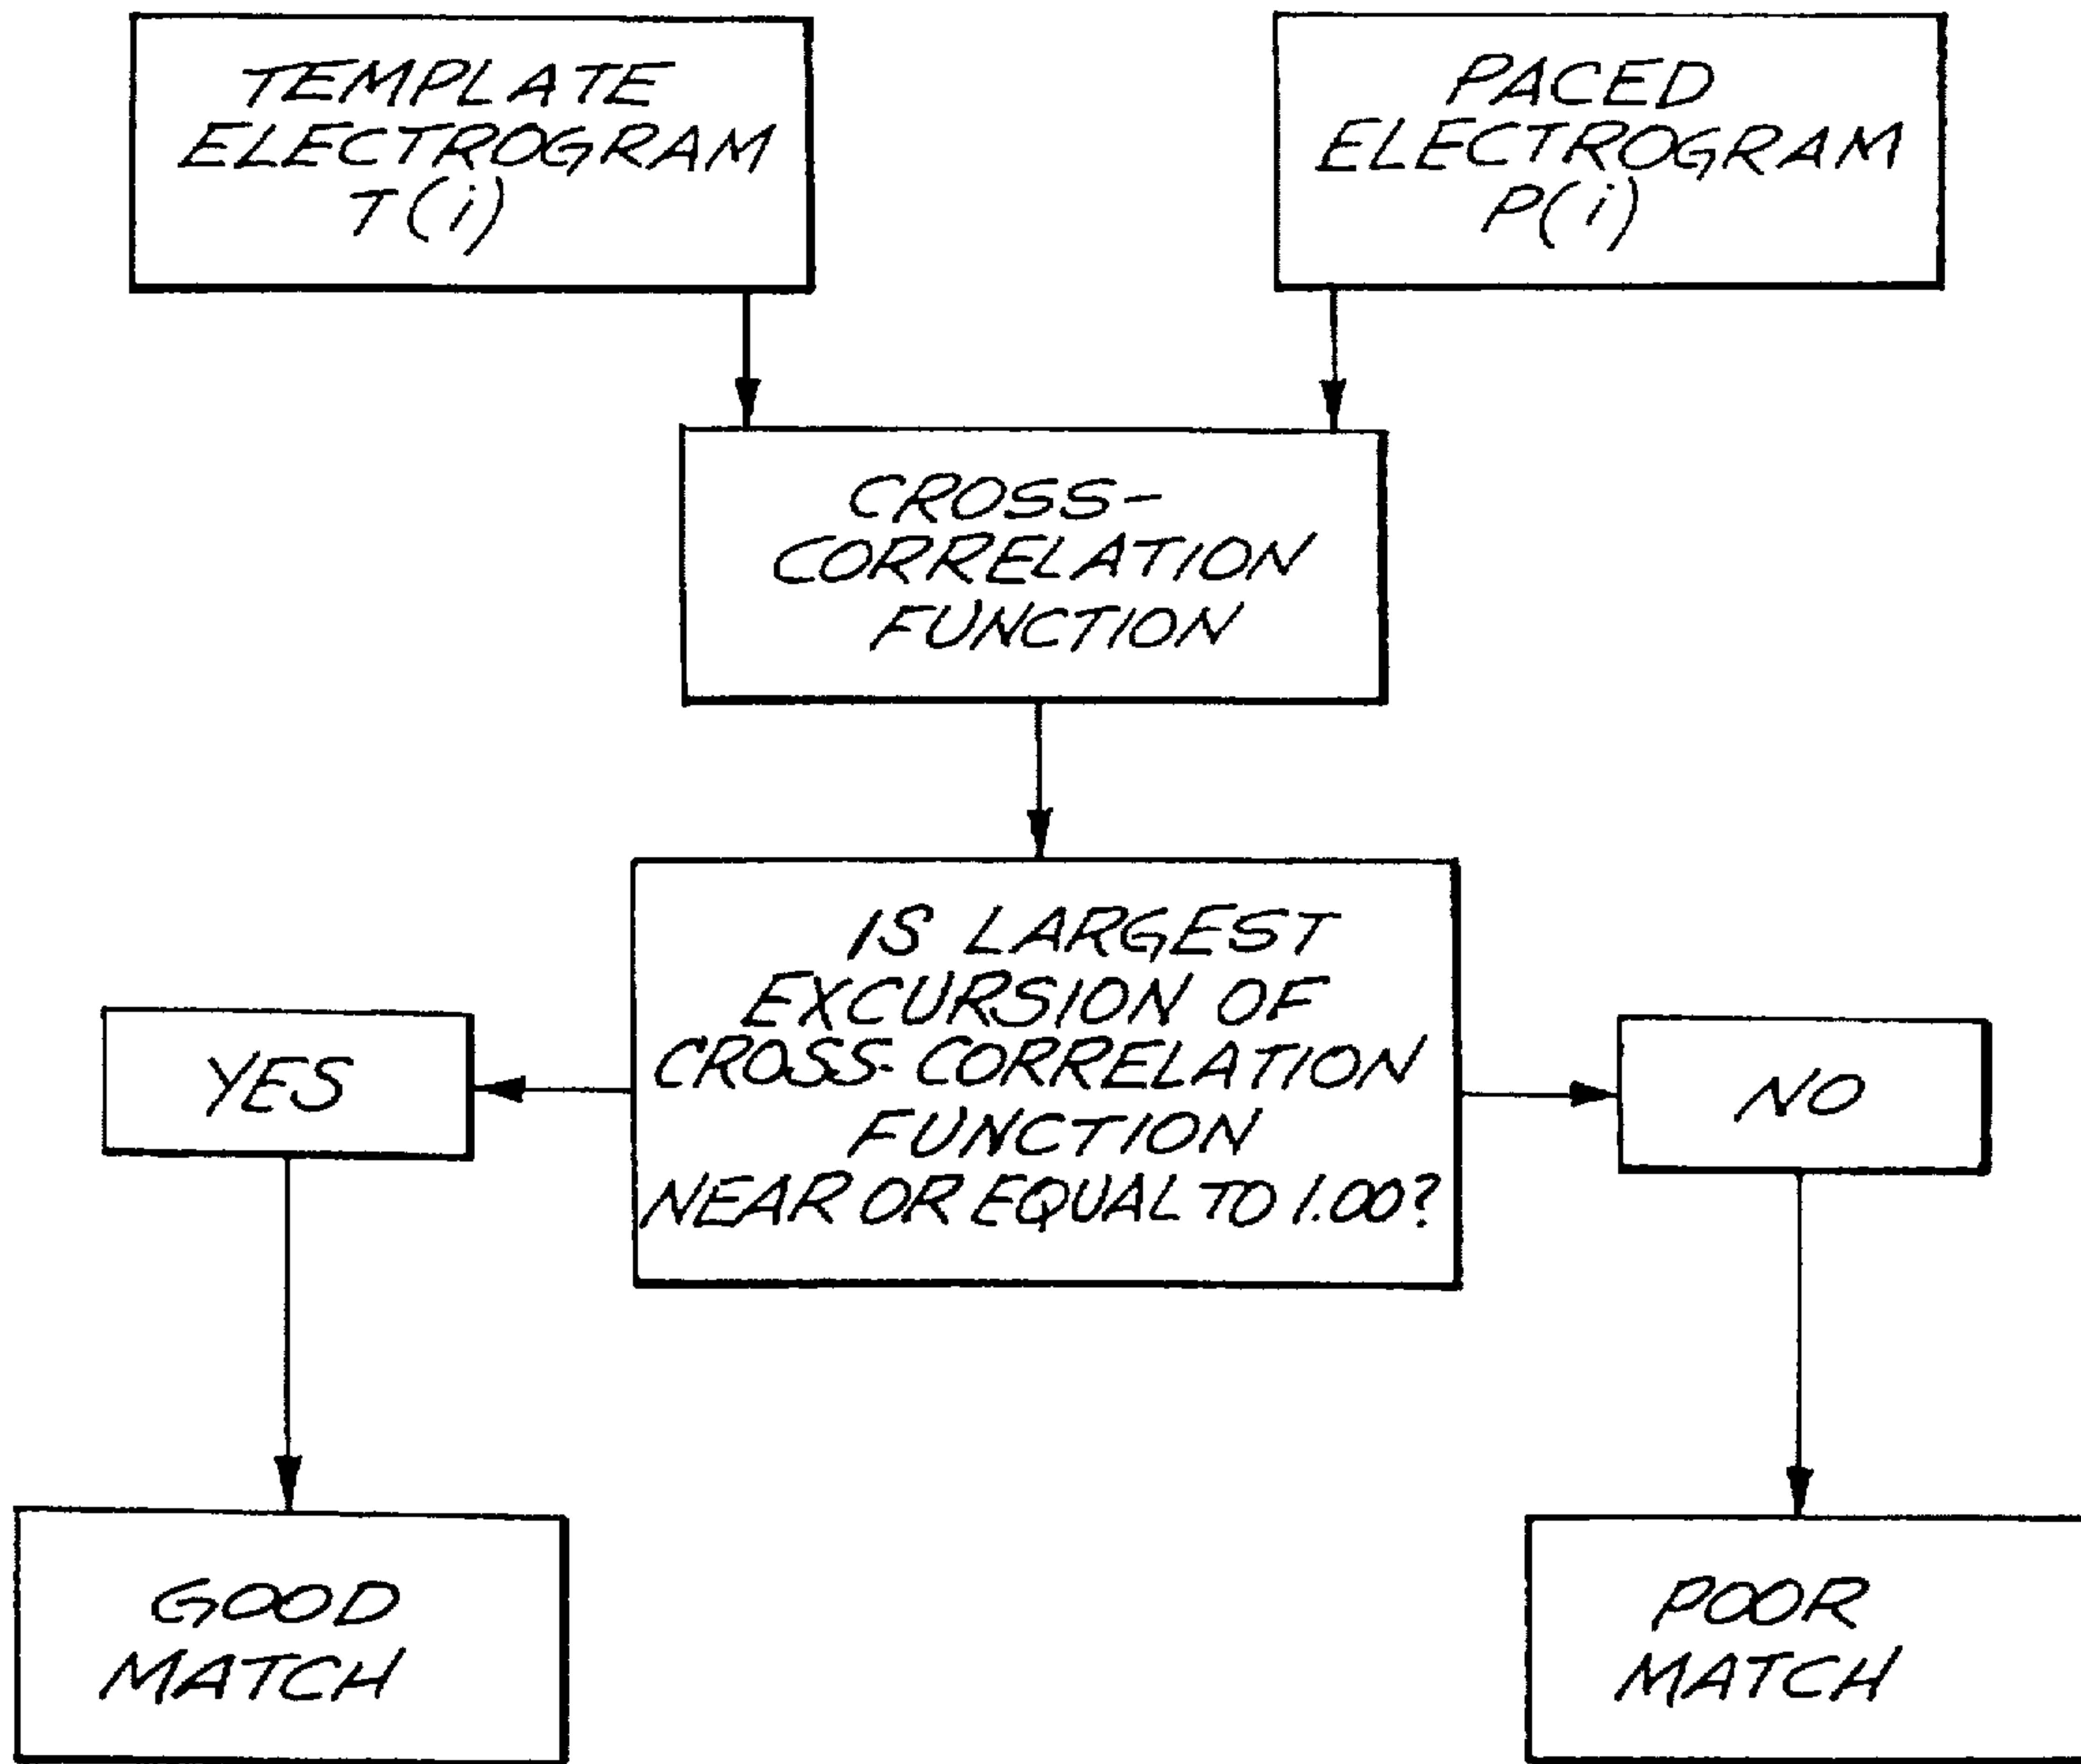 TEMPLATE
ELECTROGRAM
T(i)
PACED
ELECTROGRAM
P(i)
CROSS-
CORRELATION
FUNCTION
IS LARGEST
EXCURSION OF
CROSS-CORRELATION
FUNCTION
NEAR OR EQUAL TO 1.00?
YES
NO
GOOD
MATCH
POOR
MATCH